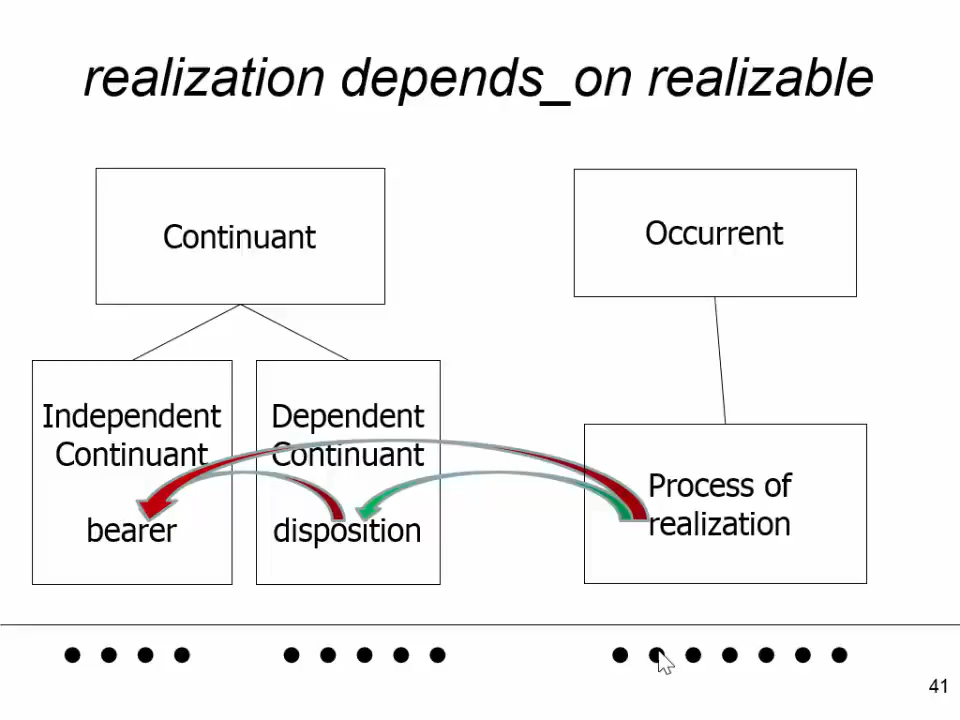 realization depends_on realizable
Continuant
Occurrent
Independent
Continuant
bearer
Dependent
Continuant
disposition
Process of
realization
41